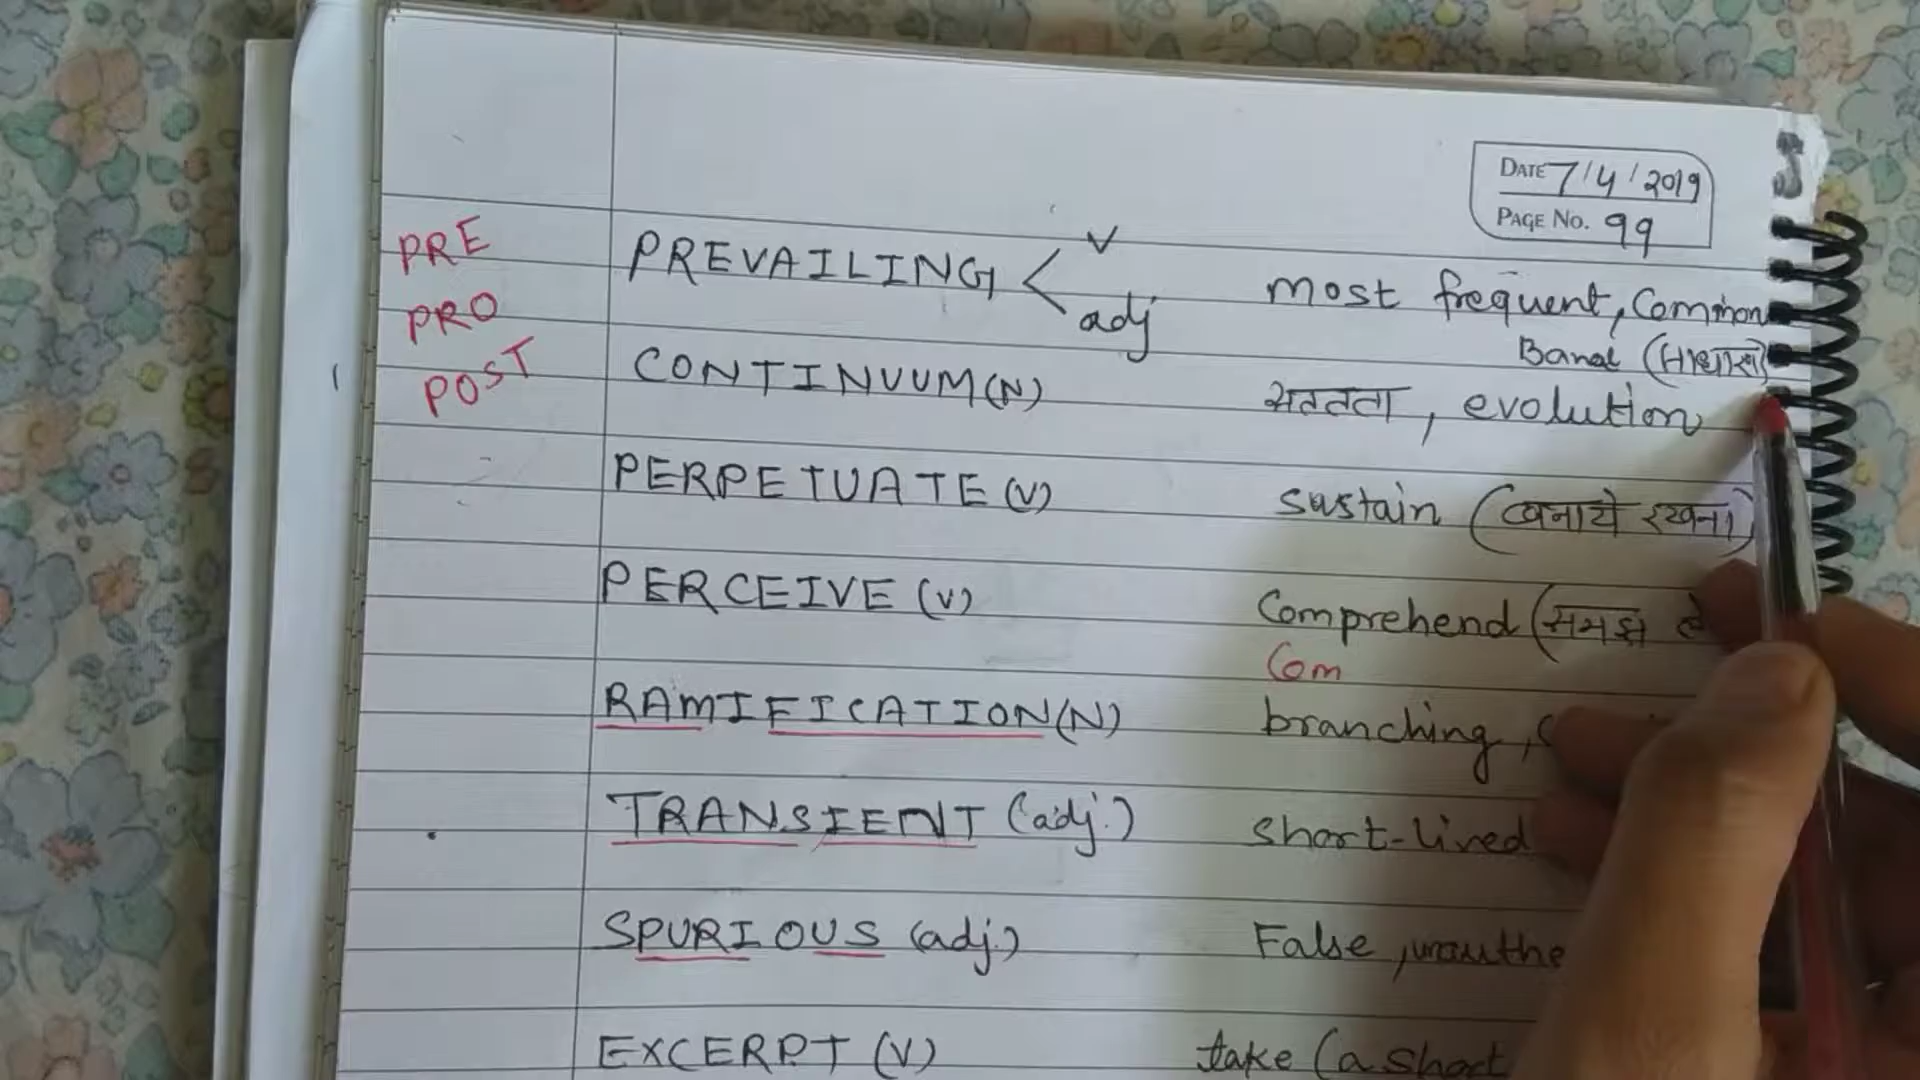 DATE 7/4/2019
PAGE NO. 99
PRE
PRO
POST
PREVAILING < v adj most frequent, Common
Banal (साधारण)
CONTINUUM (N) सततता, evolution
PERPETUATE (V) sustain (बनाये रखना)
PERCEIVE (V) Comprehend (समझ
Com
RAMIFICATION (N) branching,
TRANSIENT (adj.) short-lived
SPURIOUS (adj.) False,
EXCERPT (V) take (a short